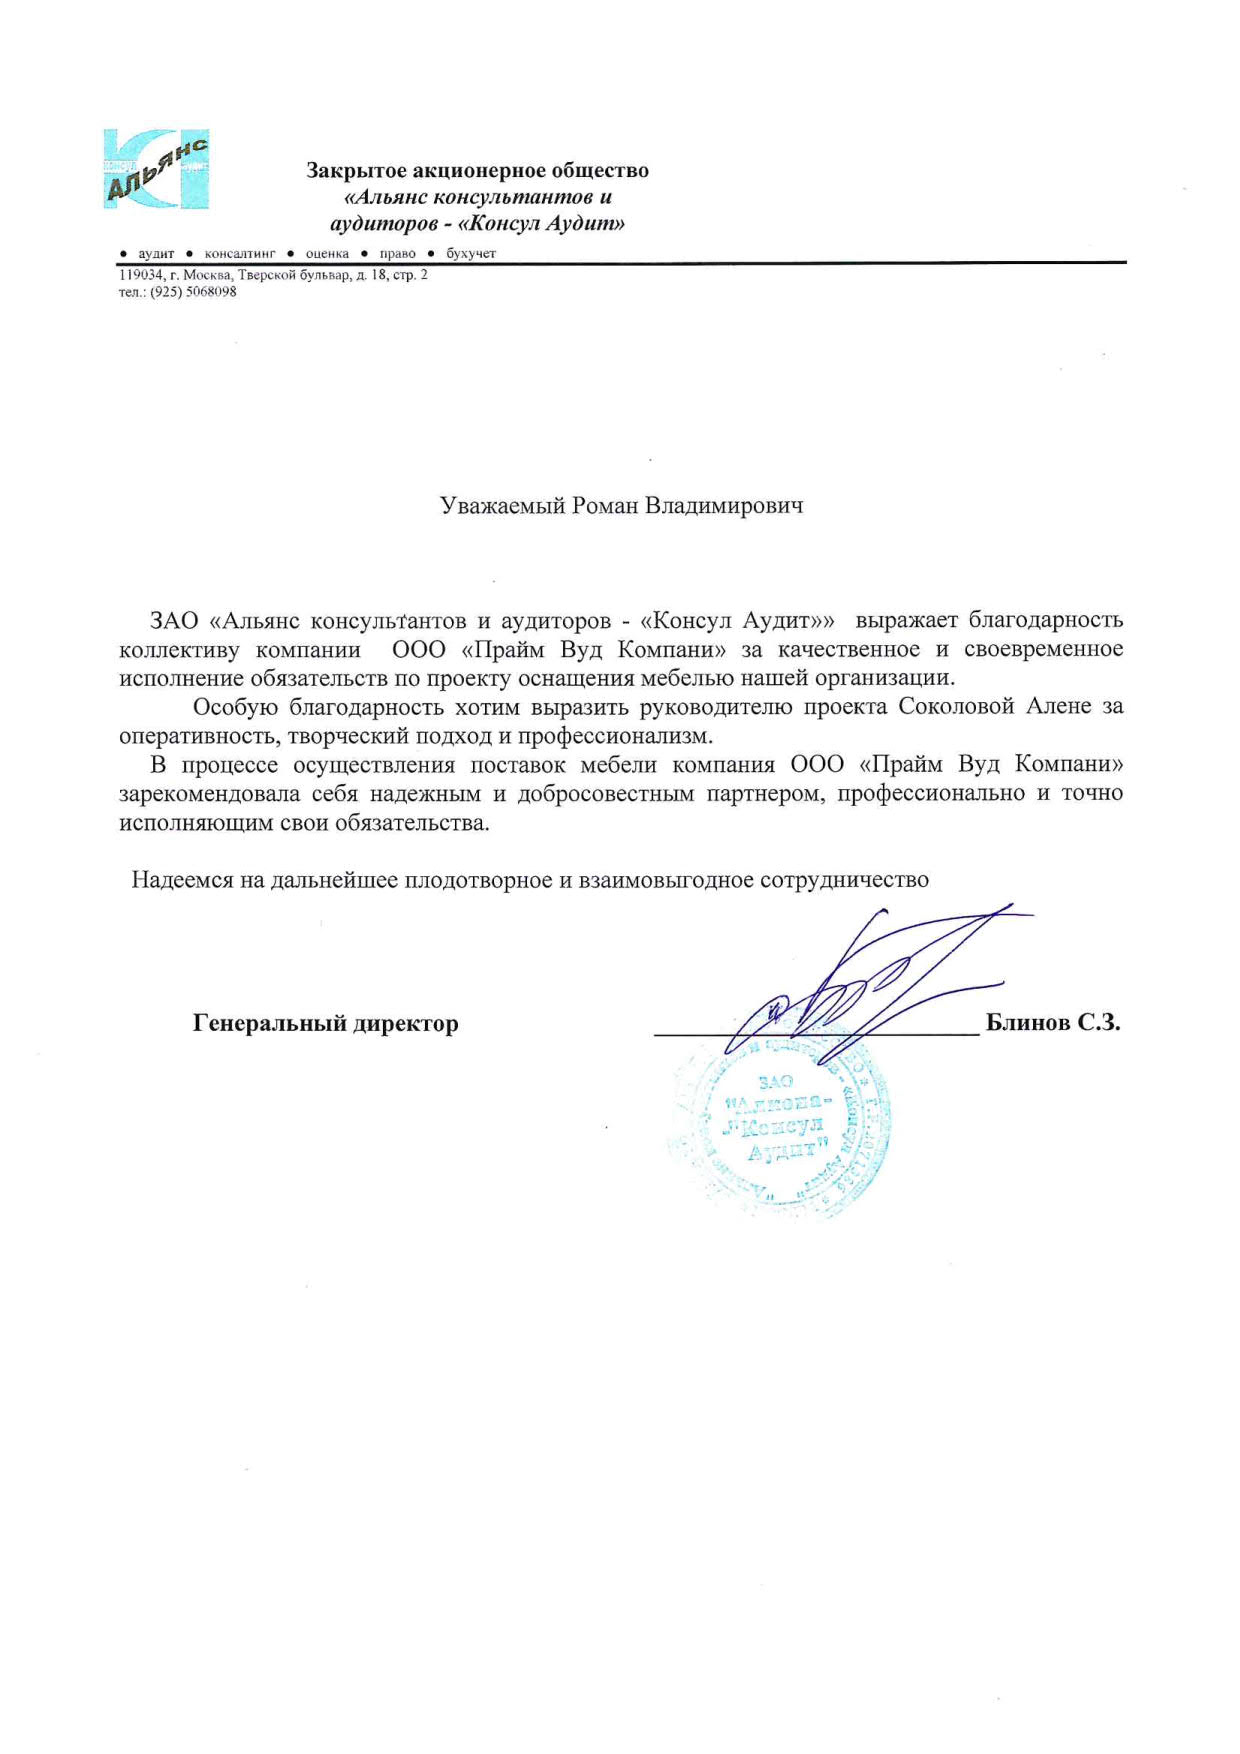 консул
аудит
АЛЬЯНС
Закрытое акционерное общество
«Альянс консультантов и
аудиторов - «Консул Аудит»
● аудит ● консалтинг ● оценка ● право ● бухучет
119034, г. Москва, Тверской бульвар, д. 18, стр. 2
тел.: (925) 5068098
Уважаемый Роман Владимирович
ЗАО «Альянс консультантов и аудиторов - «Консул Аудит»» выражает благодарность
коллективу компании ООО «Прайм Вуд Компани» за качественное и своевременное
исполнение обязательств по проекту оснащения мебелью нашей организации.
Особую благодарность хотим выразить руководителю проекта Соколовой Алене за
оперативность, творческий подход и профессионализм.
В процессе осуществления поставок мебели компания ООО «Прайм Вуд Компани»
зарекомендовала себя надежным и добросовестным партнером, профессионально и точно
исполняющим свои обязательства.
Надеемся на дальнейшее плодотворное и взаимовыгодное сотрудничество
Генеральный директор Блинов С.З.
ЗАО
"Консул
Аудит"